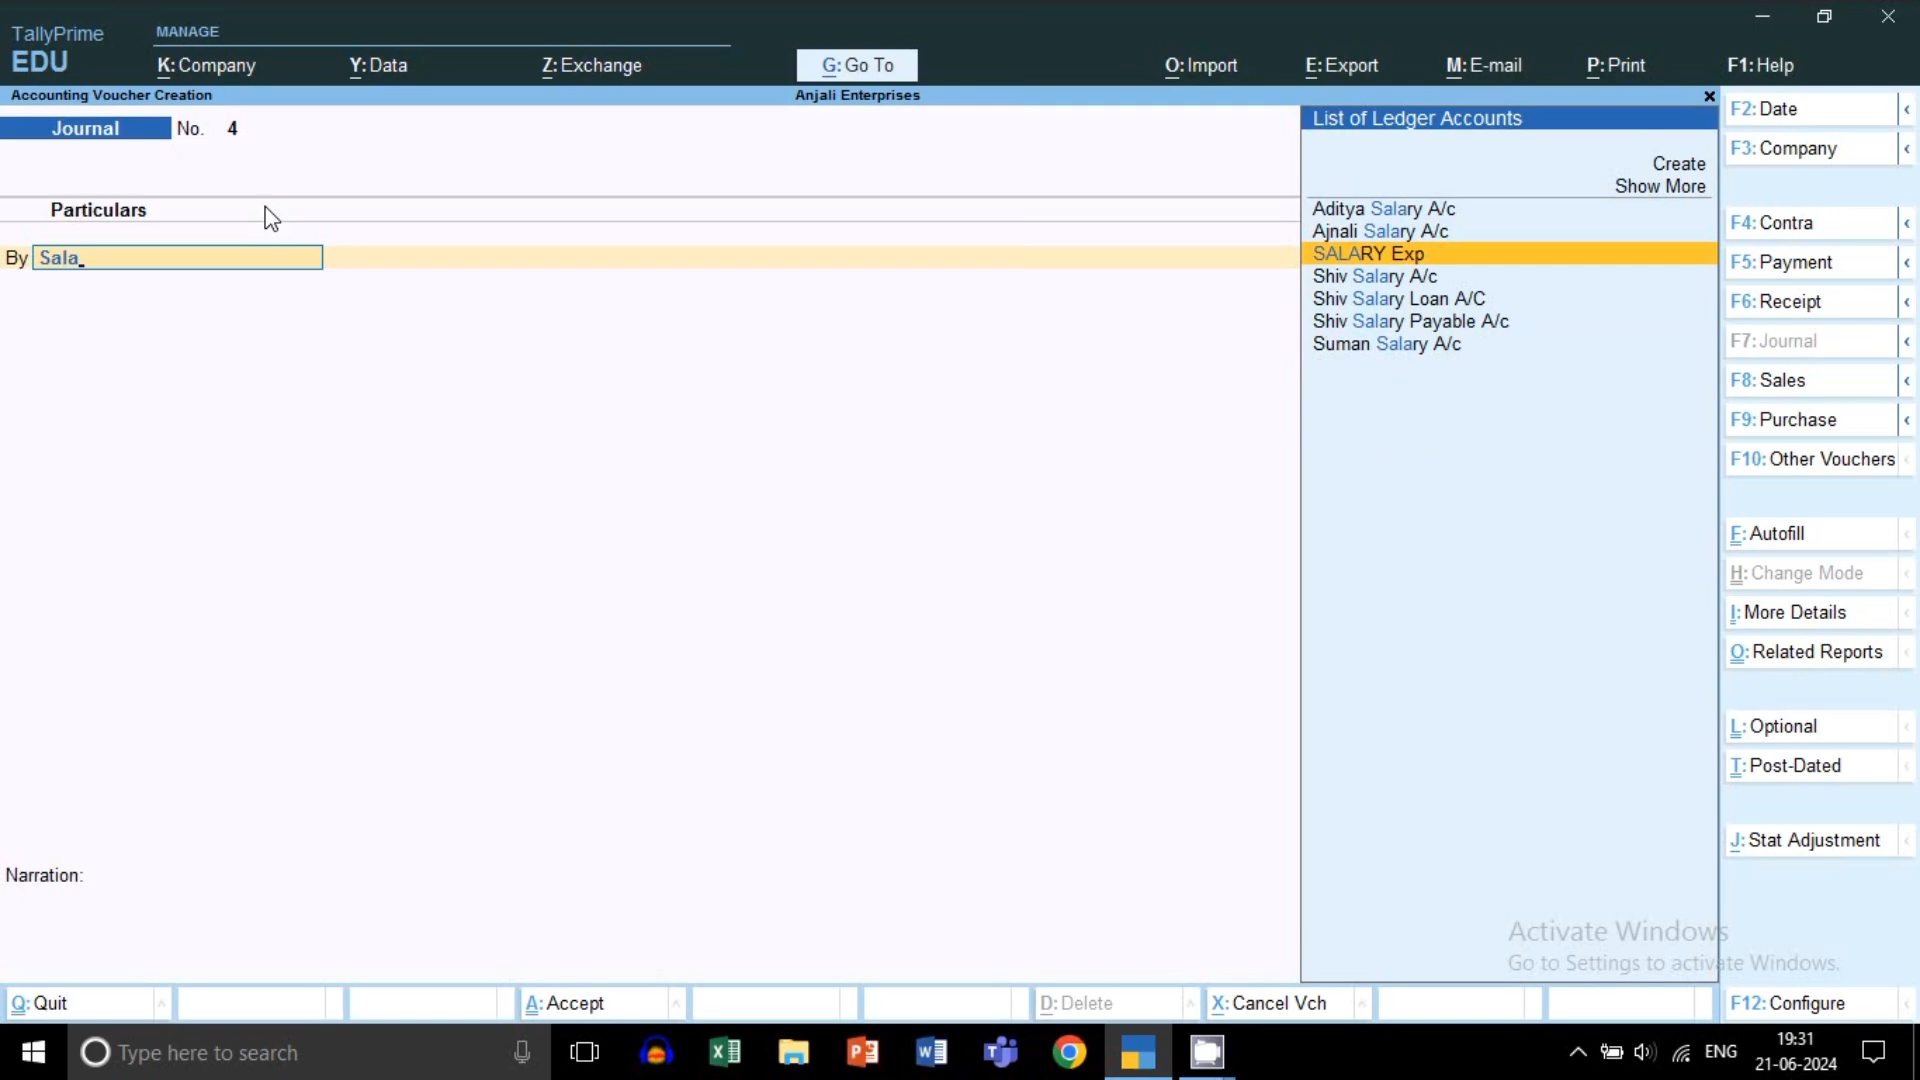 TallyPrime
EDU
MANAGE
K: Company
Y: Data
Z: Exchange
G: Go To
O: Import
E: Export
M: E-mail
P: Print
F1: Help
Accounting Voucher Creation
Anjali Enterprises
Journal No. 4
Particulars
By Sala
Narration:
List of Ledger Accounts
Create
Show More
Aditya Salary A/c
Ajnali Salary A/c
SALARY Exp
Shiv Salary A/c
Shiv Salary Loan A/C
Shiv Salary Payable A/c
Suman Salary A/c
F2: Date
F3: Company
F4: Contra
F5: Payment
F6: Receipt
F7: Journal
F8: Sales
F9: Purchase
F10: Other Vouchers
F: Autofill
H: Change Mode
I: More Details
O: Related Reports
L: Optional
T: Post-Dated
J: Stat Adjustment
Activate Windows
Go to Settings to activate Windows.
Q: Quit
A: Accept
D: Delete
X: Cancel Vch
F12: Configure
Type here to search
ENG
19:31
21-06-2024